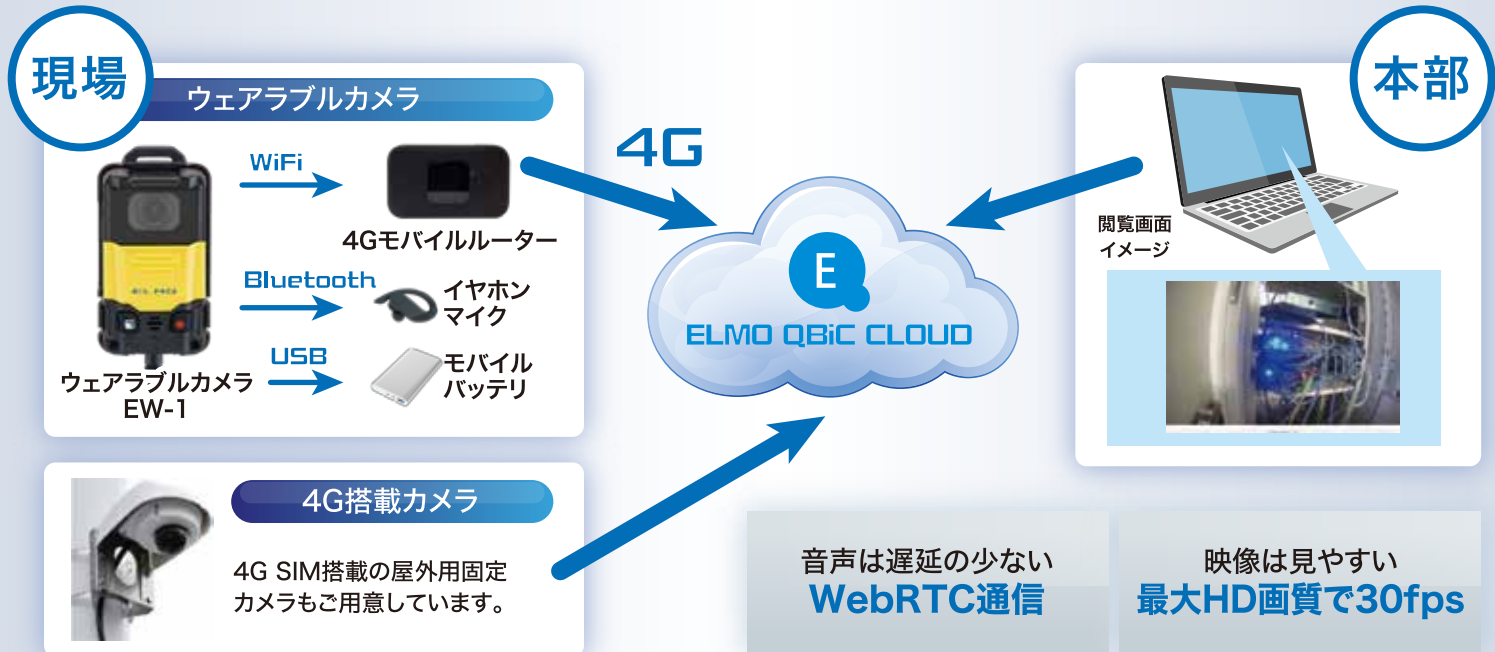 現場
ウェアラブルカメラ
WiFi
4Gモバイルルーター
Bluetooth
イヤホン
マイク
USB
モバイル
バッテリ
ウェアラブルカメラ
EW-1
4G
E
ELMO QBiC CLOUD
本部
閲覧画面
イメージ
4G搭載カメラ
4G SIM搭載の屋外用固定
カメラもご用意しています。
音声は遅延の少ない
WebRTC通信
映像は見やすい
最大HD画質で30fps